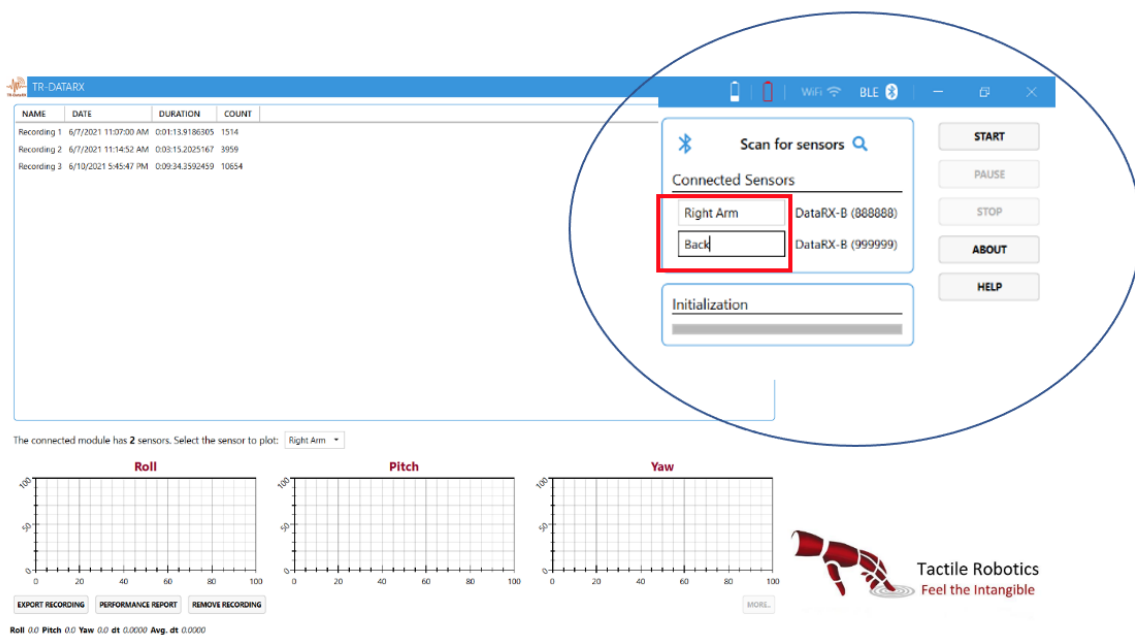 TR-DATARX
WiFi BLE
NAME DATE DURATION COUNT
Recording 1 6/7/2021 11:07:00 AM 0:01:13.9186305 1514
Recording 2 6/7/2021 11:14:52 AM 0:03:15.2025167 3959
Recording 3 6/10/2021 5:45:47 PM 0:09:34.3592459 10654
Scan for sensors
Connected Sensors
Right Arm DataRX-B (888888)
Back DataRX-B (999999)
Initialization
START
PAUSE
STOP
ABOUT
HELP
The connected module has 2 sensors. Select the sensor to plot: Right Arm
Roll
100
50
0
0 20 40 60 80 100
Pitch
100
50
0
0 20 40 60 80 100
Yaw
100
50
0
0 20 40 60 80 100
Tactile Robotics
Feel the Intangible
EXPORT RECORDING PERFORMANCE REPORT REMOVE RECORDING MORE..
Roll 0.0 Pitch 0.0 Yaw 0.0 dt 0.0000 Avg. dt 0.0000